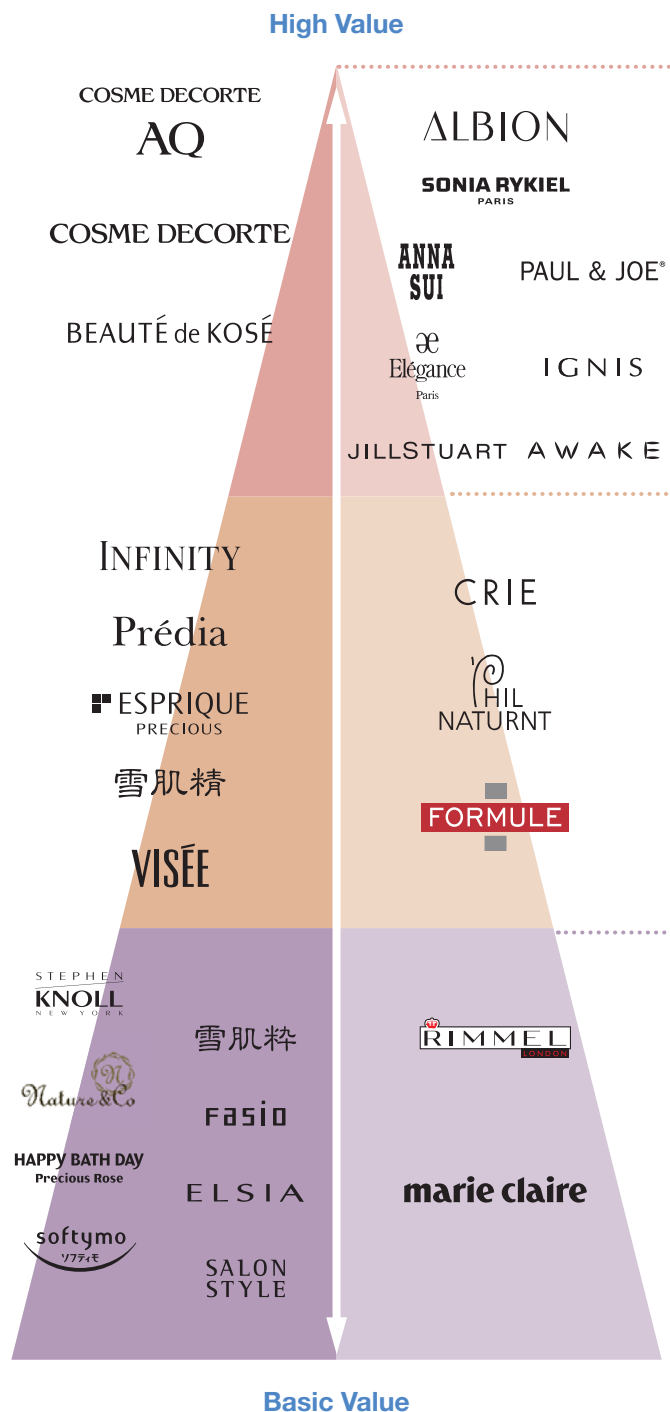 High Value
COSME DECORTE
AQ
COSME DECORTE
BEAUTÉ de KOSÉ
ALBION
SONIA RYKIEL
PARIS
ANNA
SUI
PAUL & JOE®
æ
Elégance
Paris
IGNIS
JILLSTUART
AWAKE
INFINITY
Prédia
ESPRIQUE
PRECIOUS
雪肌精
VISÉE
CRIE
PHIL
NATURNT
FORMULE
STEPHEN
KNOLL
NEW YORK
N
Nature&Co
HAPPY BATH DAY
Precious Rose
softymo
ソフティモ
雪肌粋
Fasio
ELSIA
SALON
STYLE
RIMMEL
LONDON
marie claire
Basic Value